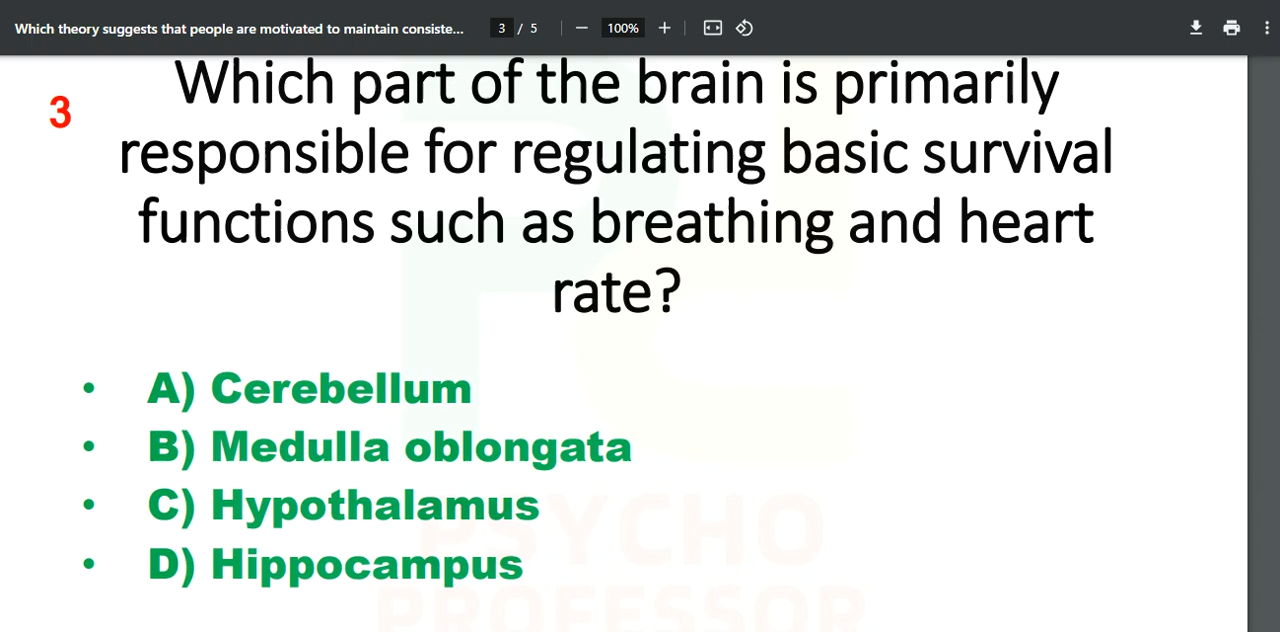 Which theory suggests that people are motivated to maintain consiste...
3 / 5
100%
3
Which part of the brain is primarily
responsible for regulating basic survival
functions such as breathing and heart
rate?
• A) Cerebellum
• B) Medulla oblongata
• C) Hypothalamus
• D) Hippocampus
PSYCHO
PROFESSOR